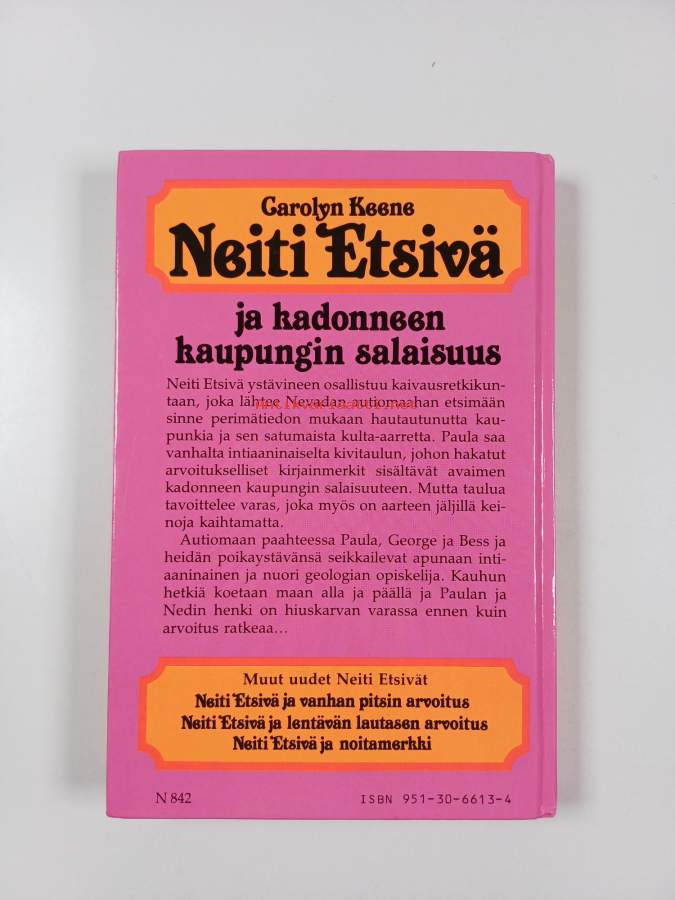 Carolyn Keene
Neiti Etsivä
ja kadonneen
kaupungin salaisuus
Neiti Etsivä ystävineen osallistuu kaivausretkikun-
taan, joka lähtee Nevadan autiomaahan etsimään
sinne perimätiedon mukaan hautautunutta kau-
punkia ja sen satumaista kulta-aarretta. Paula saa
vanhalta intiaaninaiselta kivitaulun, johon hakatut
arvoitukselliset kirjainmerkit sisältävät avaimen
kadonneen kaupungin salaisuuteen. Mutta taulua
tavoittelee varas, joka myös on aarteen jäljillä kei-
noja kaihtamatta.
Autiomaan paahteessa Paula, George ja Bess ja
heidän poikaystävänsä seikkailevat apunaan inti-
aaninainen ja nuori geologian opiskelija. Kauhun
hetkiä koetaan maan alla ja päällä ja Paulan ja
Nedin henki on hiuskarvan varassa ennen kuin
arvoitus ratkeaa...
Muut uudet Neiti Etsivät
Neiti Etsivä ja vanhan pitsin arvoitus
Neiti Etsivä ja lentävän lautasen arvoitus
Neiti Etsivä ja noitamerkki
N 842
ISBN 951-30-6613-4